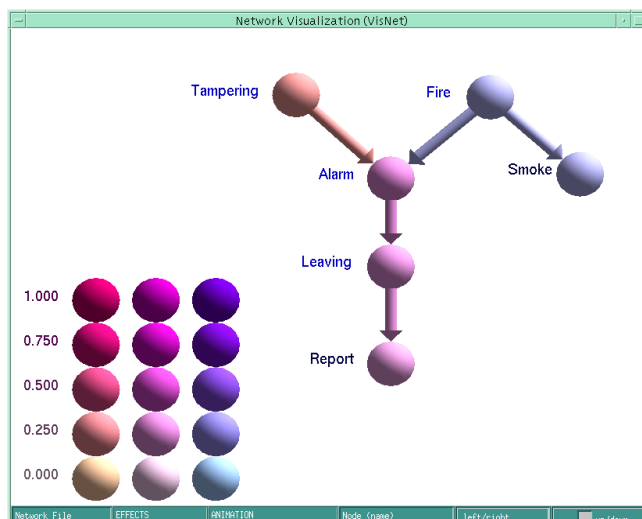 Network Visualization (VisNet)
Tampering
Fire
Alarm
Smoke
Leaving
Report
1.000
0.750
0.500
0.250
0.000
Network File EFFECTS ANIMATION Node (name) left/right